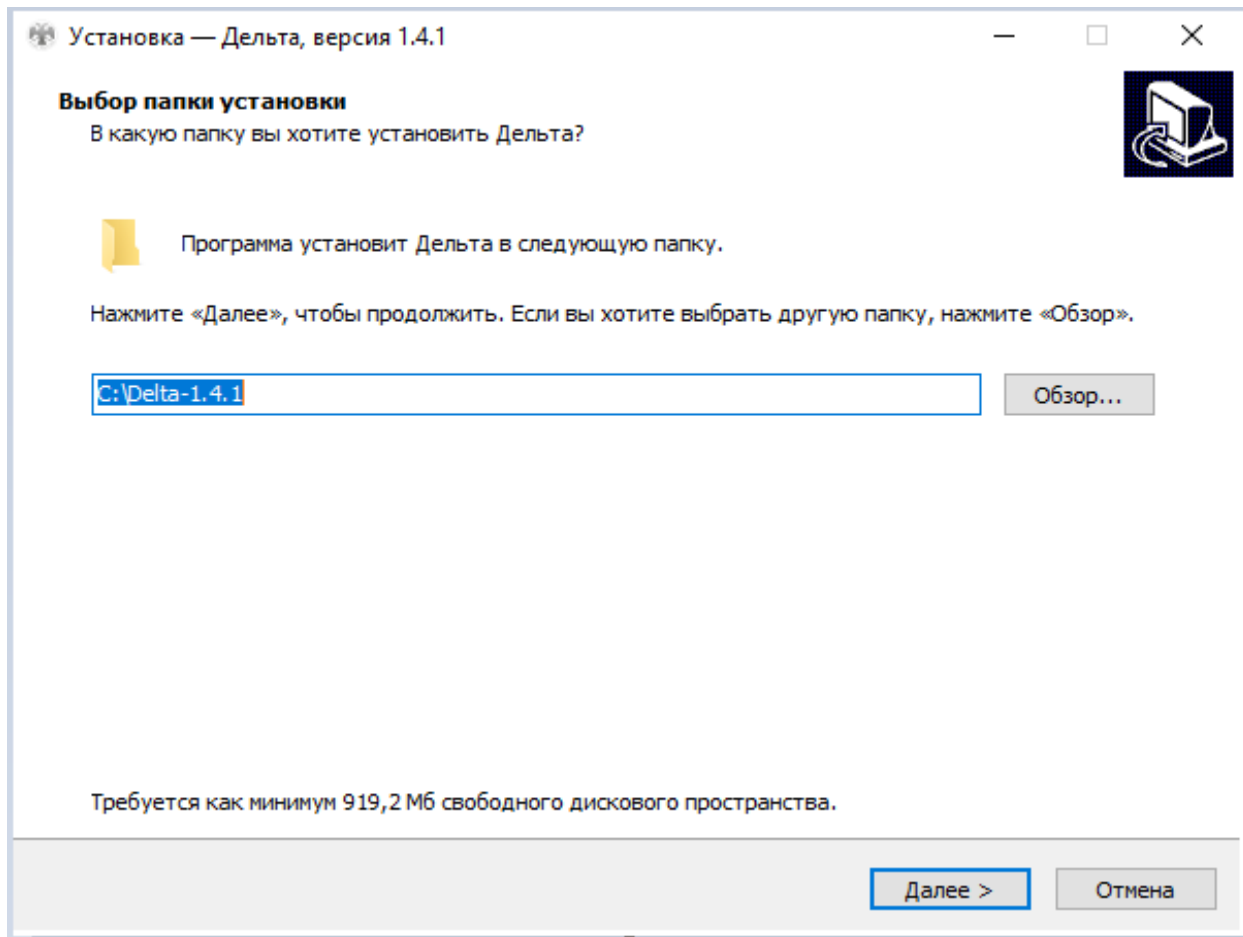 Установка — Дельта, версия 1.4.1
Выбор папки установки
В какую папку вы хотите установить Дельта?
Программа установит Дельта в следующую папку.
Нажмите «Далее», чтобы продолжить. Если вы хотите выбрать другую папку, нажмите «Обзор».
C:\Delta-1.4.1
Обзор...
Требуется как минимум 919,2 Мб свободного дискового пространства.
Далее >
Отмена